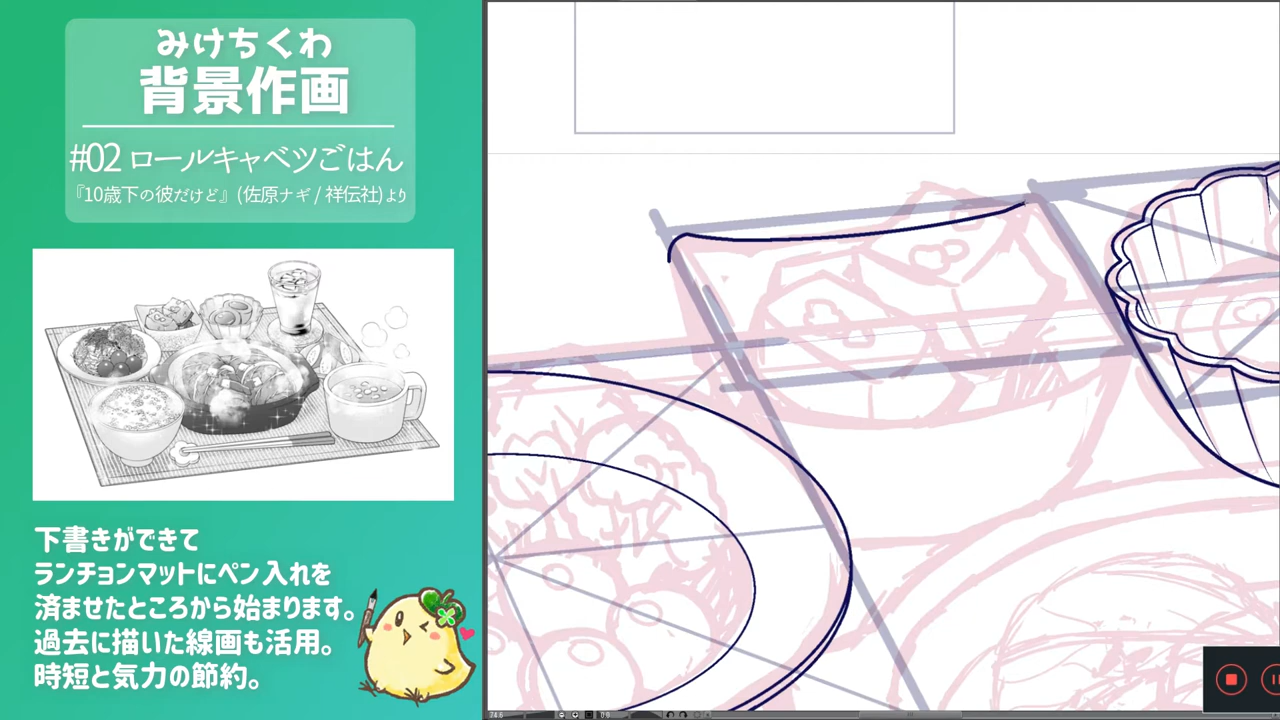 みけちくわ
背景作画
#02 ロールキャベツごはん
『10歳下の彼だけど』(佐原ナギ / 祥伝社)より
下書きができて
ランチョンマットにペン入れを
済ませたところから始まります。
過去に描いた線画も活用。
時短と気力の節約。
74.6
0.0